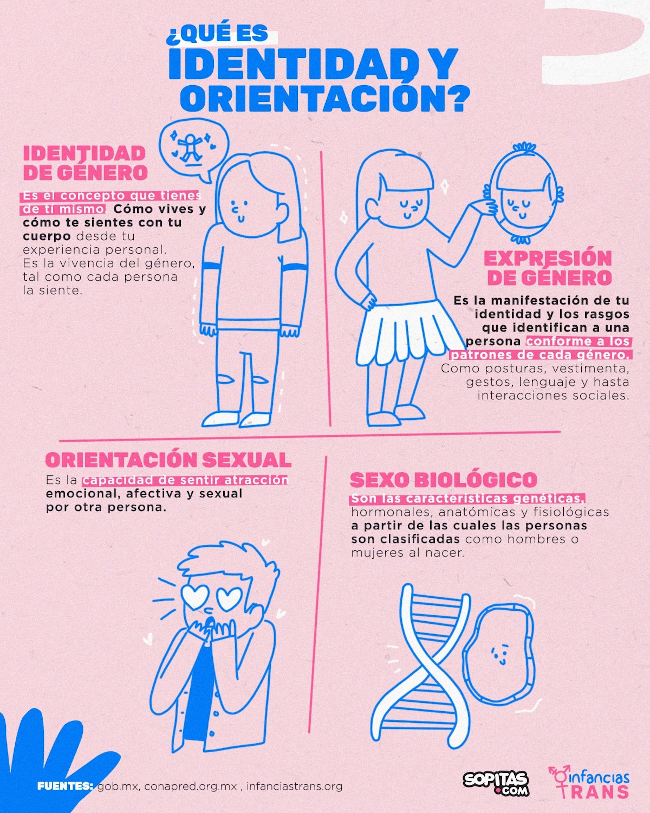 ¿QUÉ ES
IDENTIDAD Y
ORIENTACIÓN?
IDENTIDAD
DE GÉNERO
Es el concepto que tienes
de ti mismo. Cómo vives y
cómo te sientes con tu
cuerpo desde tu
experiencia personal.
Es la vivencia del género,
tal como cada persona
la siente.
EXPRESIÓN
DE GÉNERO
Es la manifestación de tu
identidad y los rasgos
que identifican a una
persona conforme a los
patrones de cada género.
Como posturas, vestimenta,
gestos, lenguaje y hasta
interacciones sociales.
ORIENTACIÓN SEXUAL
Es la capacidad de sentir atracción
emocional, afectiva y sexual
por otra persona.
SEXO BIOLÓGICO
Son las características genéticas,
hormonales, anatómicas y fisiológicas
a partir de las cuales las personas
son clasificadas como hombres o
mujeres al nacer.
FUENTES: gob.mx, conapred.org.mx , infanciastrans.org
SOPITAS
.COM
infancias
TRANS